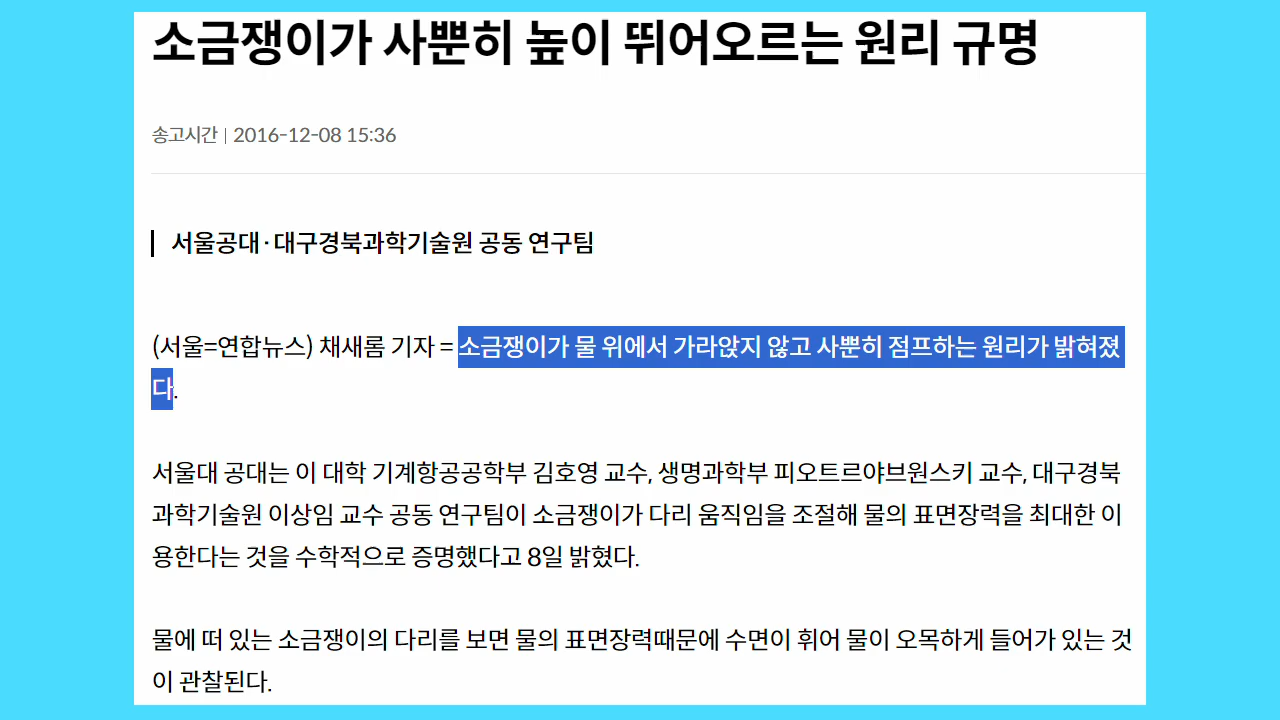 소금쟁이가 사뿐히 높이 뛰어오르는 원리 규명
송고시간 | 2016-12-08 15:36
서울공대·대구경북과학기술원 공동 연구팀
(서울=연합뉴스) 채새롬 기자 = 소금쟁이가 물 위에서 가라앉지 않고 사뿐히 점프하는 원리가 밝혀졌
다.
서울대 공대는 이 대학 기계항공공학부 김호영 교수, 생명과학부 피오트르야브원스키 교수, 대구경북
과학기술원 이상임 교수 공동 연구팀이 소금쟁이가 다리 움직임을 조절해 물의 표면장력을 최대한 이
용한다는 것을 수학적으로 증명했다고 8일 밝혔다.
물에 떠 있는 소금쟁이의 다리를 보면 물의 표면장력때문에 수면이 휘어 물이 오목하게 들어가 있는 것
이 관찰된다.